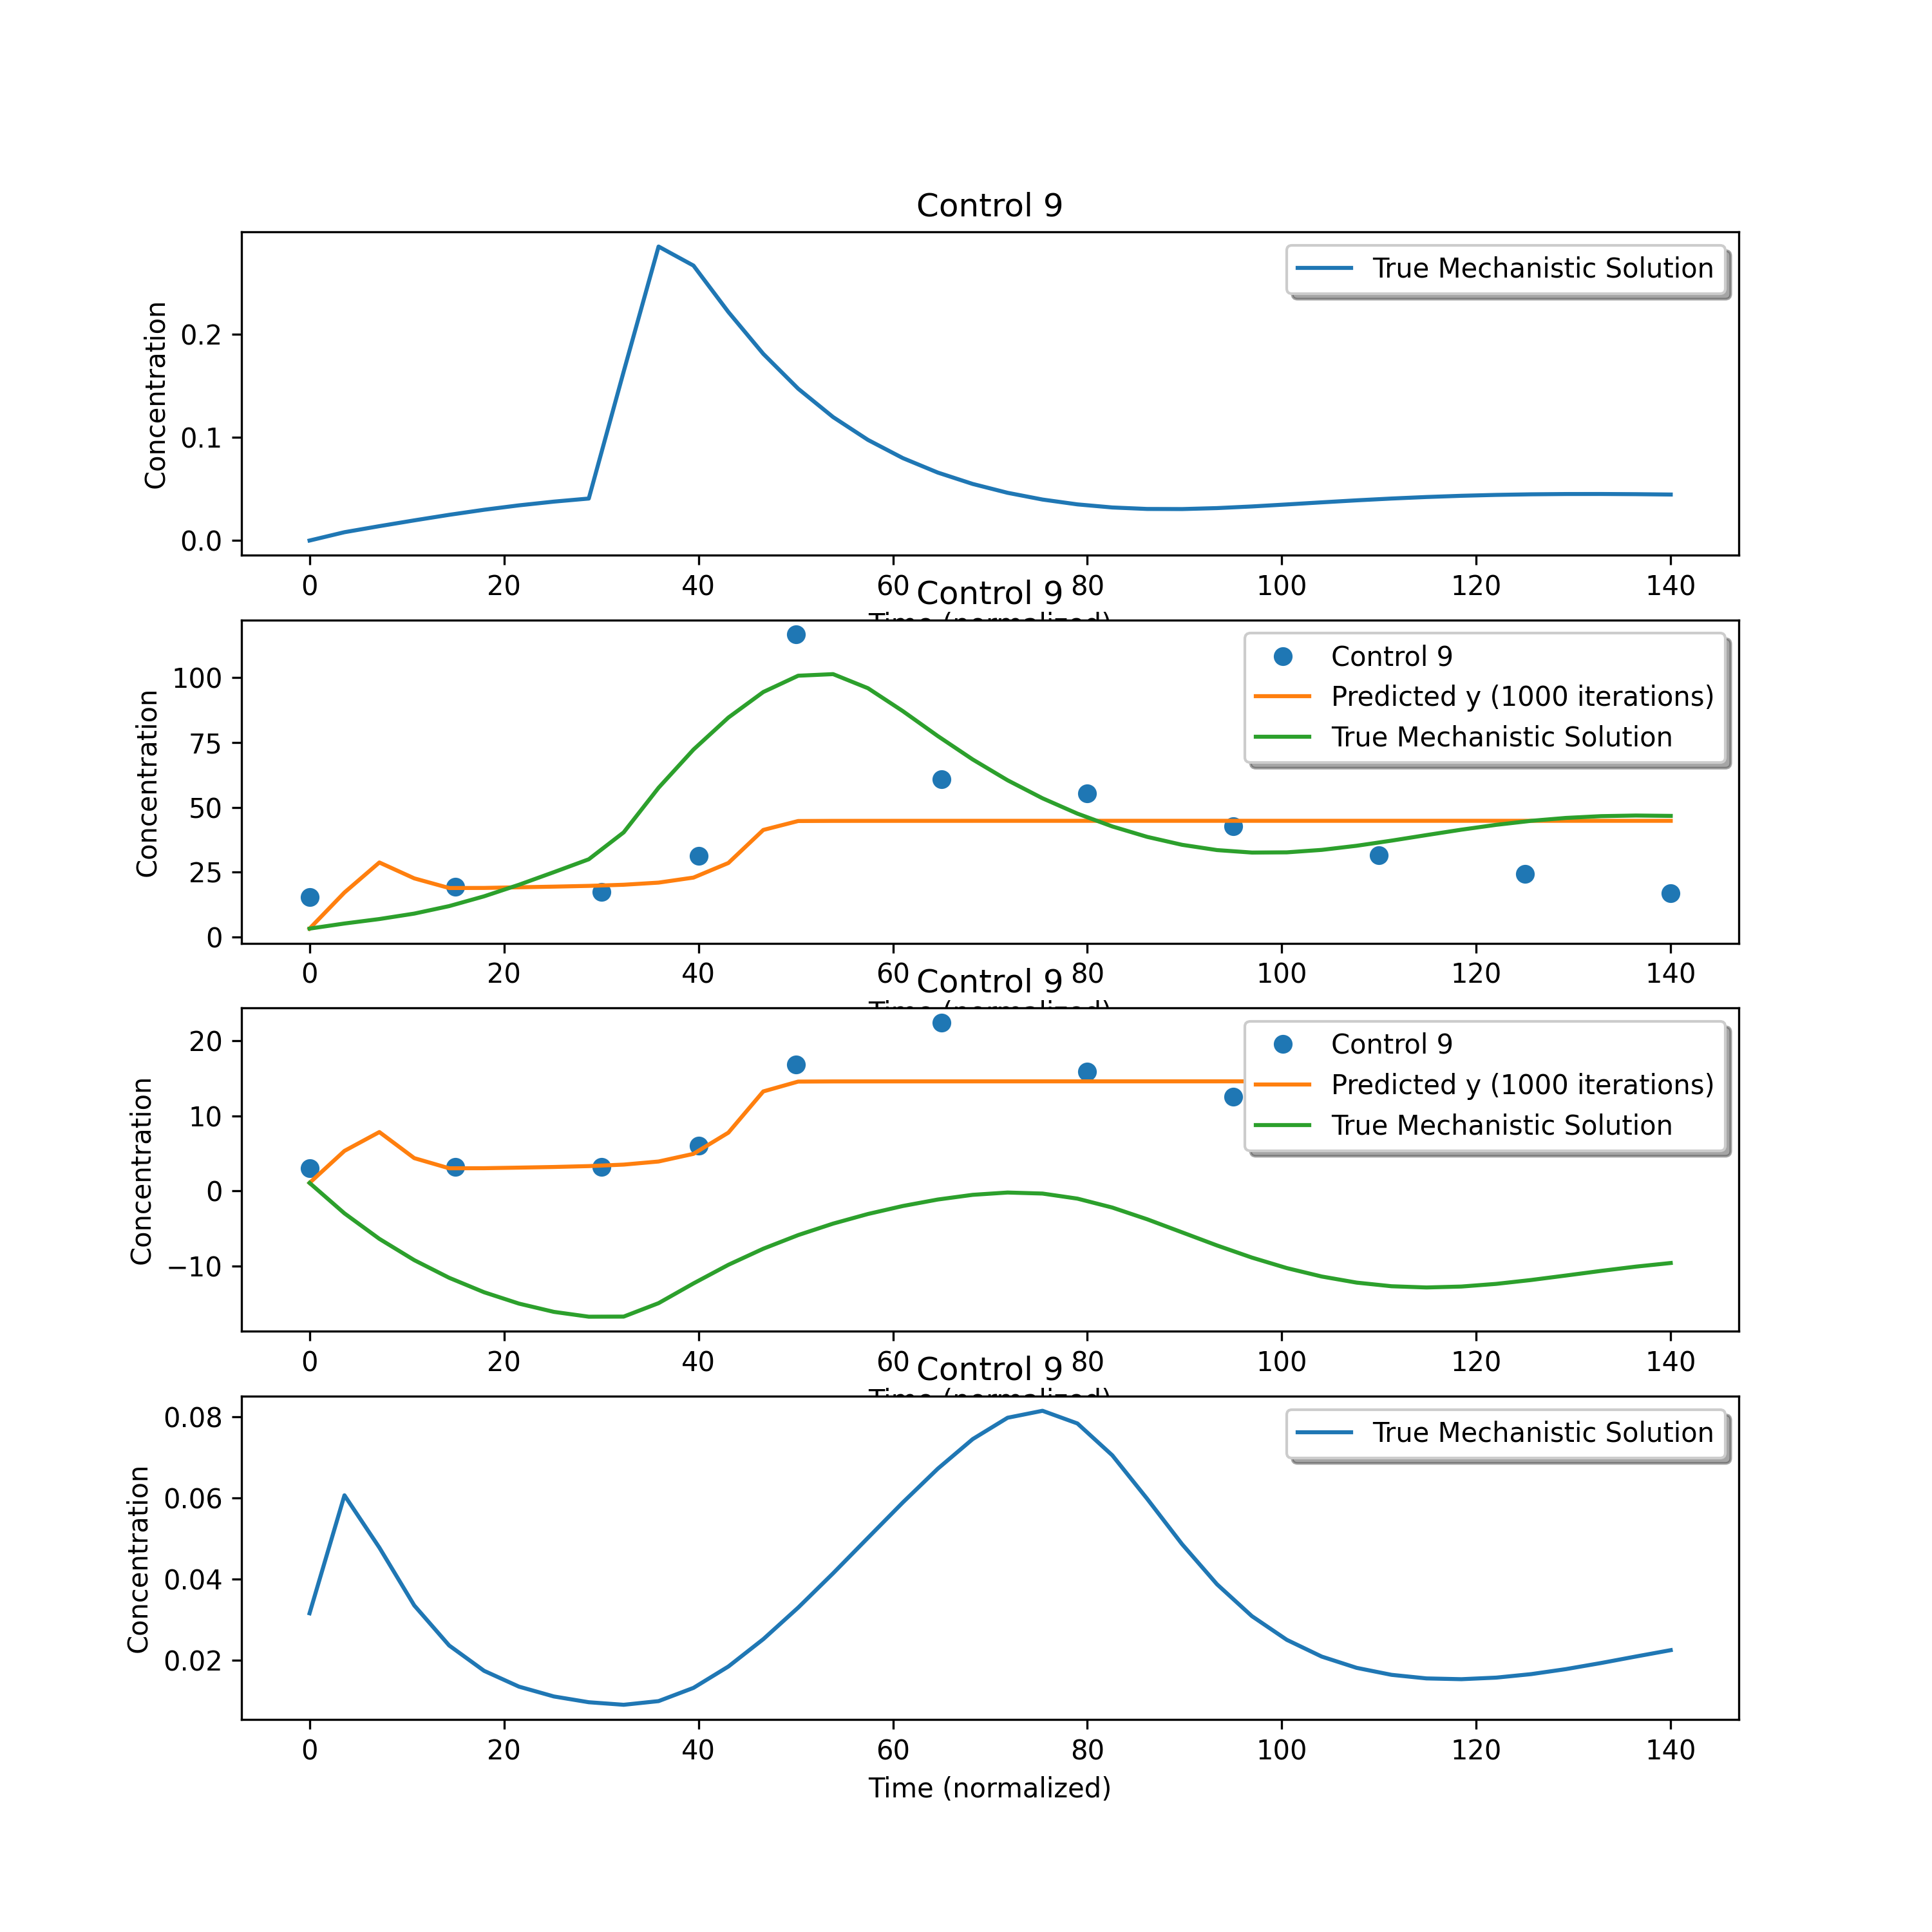 Control 9
True Mechanistic Solution
Concentration
0.2
0.1
0.0
0 20 40 60 80 100 120 140
Control 9
Control 9
Predicted y (1000 iterations)
True Mechanistic Solution
Concentration
100
75
50
25
0
0 20 40 60 80 100 120 140
Control 9
Control 9
Predicted y (1000 iterations)
True Mechanistic Solution
Concentration
20
10
0
−10
0 20 40 60 80 100 120 140
Control 9
True Mechanistic Solution
Concentration
0.08
0.06
0.04
0.02
0 20 40 60 80 100 120 140
Time (normalized)